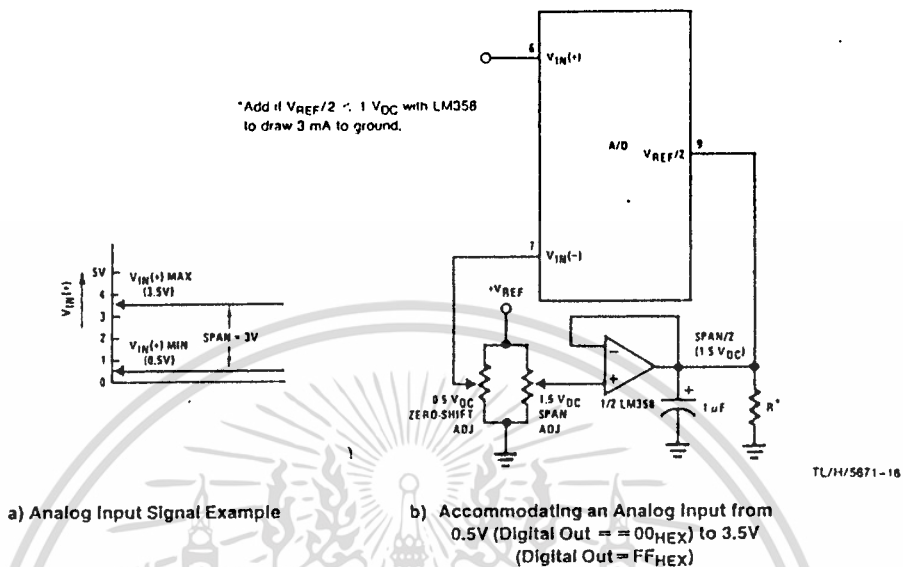 6
VIN(+)
*Add if VREF/2 < 1 VDC with LM358
to draw 3 mA to ground.
A/D
VREF/2
9
7
VIN(-)
VIN(+)
5V
4
3
2
1
0
VIN(+) MAX
(3.5V)
SPAN = 3V
VIN(+) MIN
(0.5V)
+VREF
0.5 VDC
ZERO-SHIFT
ADJ
1.5 VDC
SPAN
ADJ
-
+
1/2 LM358
SPAN/2
(1.5 VDC)
+
1 µF
R*
TL/H/5671-16
a) Analog Input Signal Example
b) Accommodating an Analog Input from
0.5V (Digital Out = =00HEX) to 3.5V
(Digital Out = FFHEX)